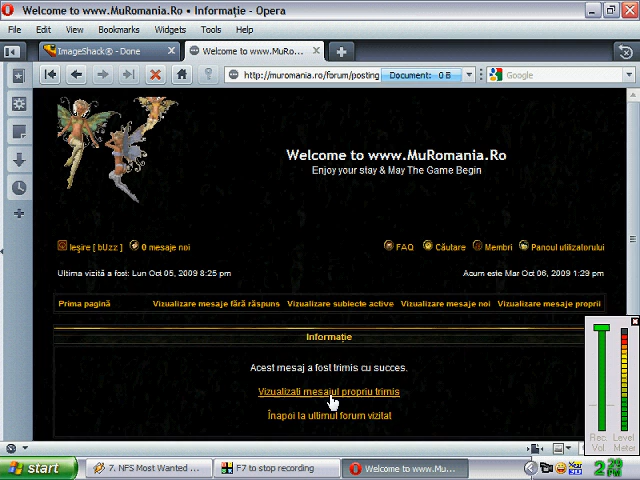 Welcome to www.MuRomania.Ro • Informație - Opera
File Edit View Bookmarks Widgets Tools Help
ImageShack® - Done
Welcome to www.MuRo...
http://muromania.ro/forum/posting
Document: 0 B
Google
Welcome to www.MuRomania.Ro
Enjoy your stay & May The Game Begin
Ieșire [ bUzz ] 0 mesaje noi FAQ Căutare Membri Panoul utilizatorului
Ultima vizită a fost: Lun Oct 05, 2009 8:25 pm Acum este Mar Oct 06, 2009 1:29 pm
Prima pagină Vizualizare mesaje fără răspuns Vizualizare subiecte active Vizualizare mesaje noi Vizualizare mesaje proprii
Informație
Acest mesaj a fost trimis cu succes.
Vizualizati mesajul propriu trimis
Înapoi la ultimul forum vizitat
Rec. Vol
Level Meter
start
7. NFS Most Wanted ...
F7 to stop recording
Welcome to www.Mu...